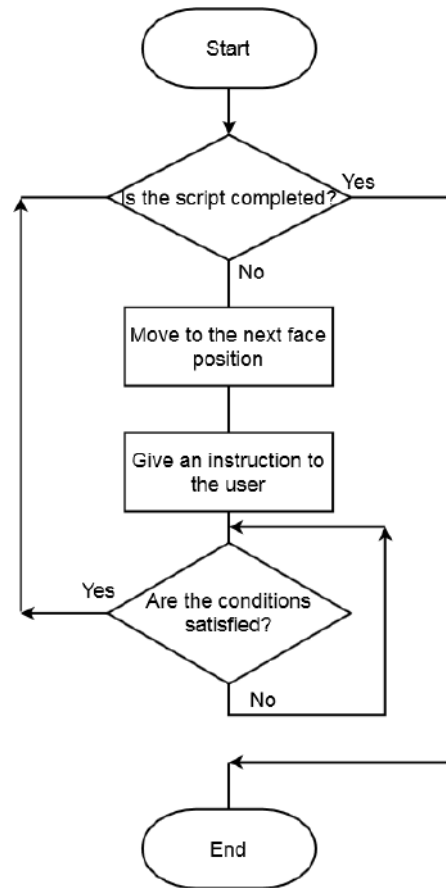 Start
Is the script completed?
Yes
No
Move to the next face
position
Give an instruction to
the user
Yes
Are the conditions
satisfied?
No
End